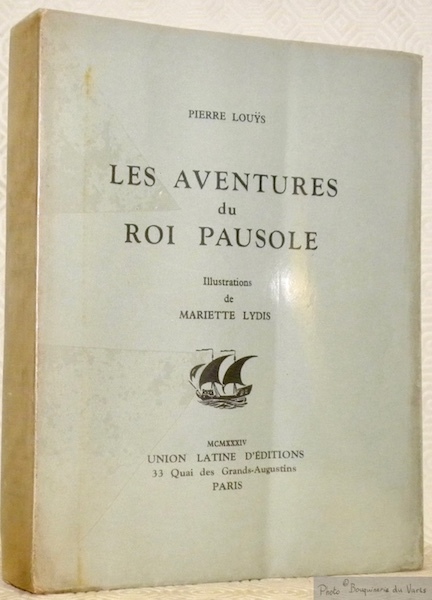 PIERRE LOUŸS
LES AVENTURES
du
ROI PAUSOLE
Illustrations
de
MARIETTE LYDIS
MCMXXXIV
UNION LATINE D'ÉDITIONS
33 Quai des Grands-Augustins
PARIS
Photo © Bouquinerie du Varis